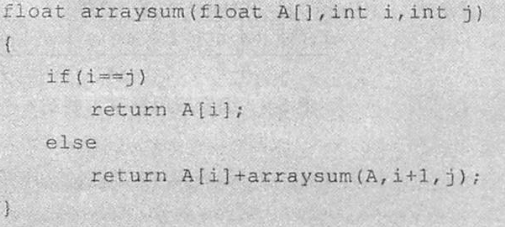 float arraysum(float A[],int i,int j)
{
if(i==j)
return A[i];
else
return A[i]+arraysum(A,i+1,j);
}